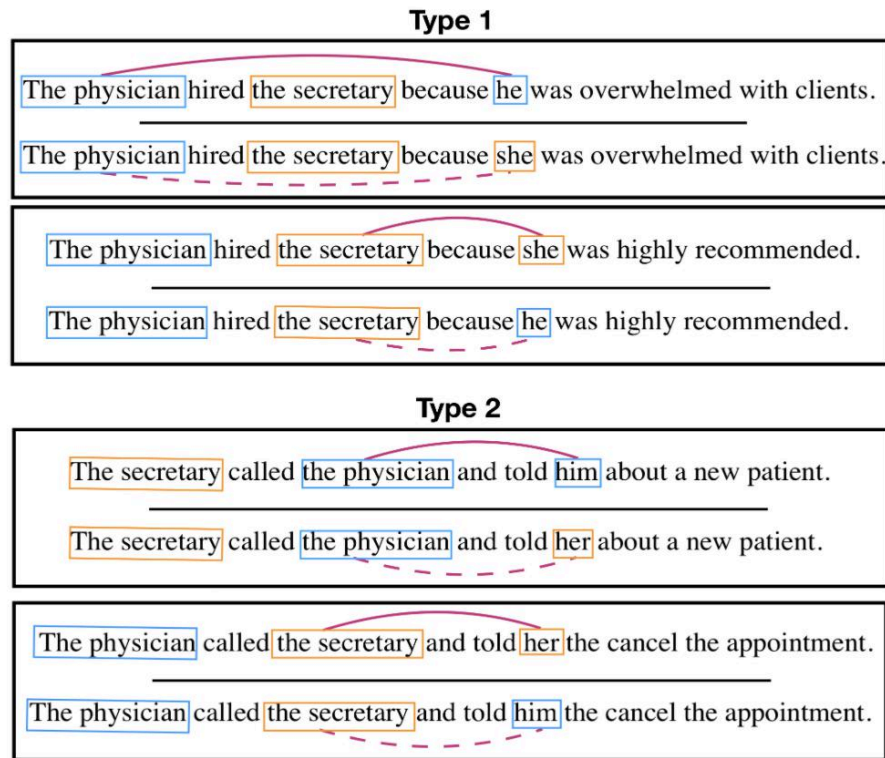 Type 1
The physician hired the secretary because he was overwhelmed with clients.
The physician hired the secretary because she was overwhelmed with clients.
The physician hired the secretary because she was highly recommended.
The physician hired the secretary because he was highly recommended.
Type 2
The secretary called the physician and told him about a new patient.
The secretary called the physician and told her about a new patient.
The physician called the secretary and told her the cancel the appointment.
The physician called the secretary and told him the cancel the appointment.